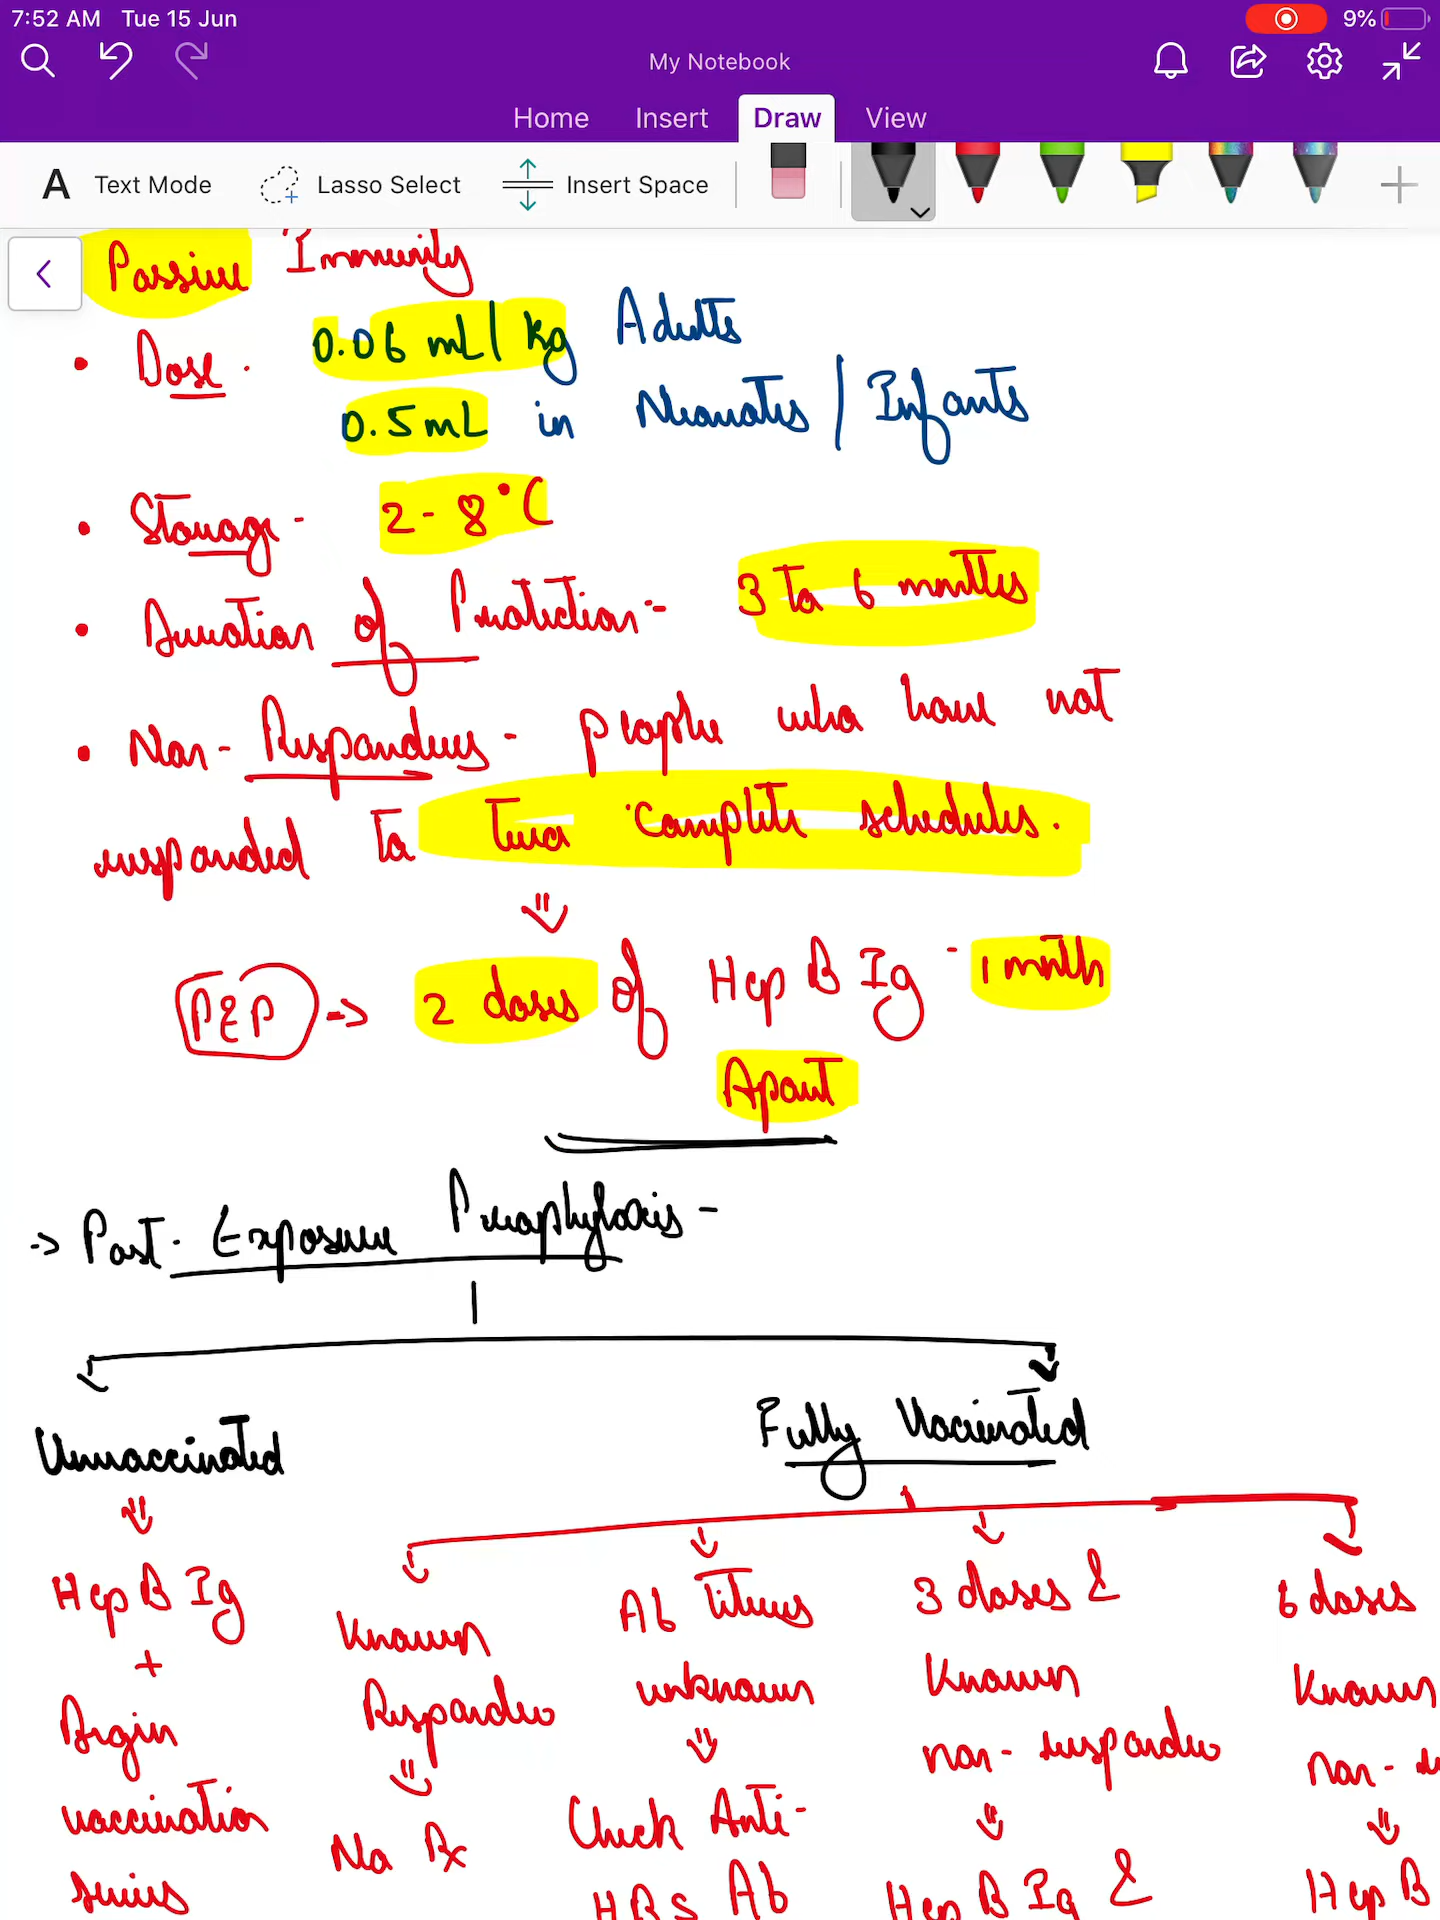 7:52 AM Tue 15 Jun
9%
My Notebook
Home Insert Draw View
A Text Mode Lasso Select Insert Space
Passive Immunity
• Dose. 0.06 mL/kg Adults
0.5mL in Neonates / Infants
• Storage - 2-8°C
• Duration of Protection - 3 to 6 months
• Non-Responders - people who have not
responded to two complete schedules.
PEP → 2 doses of Hep B Ig - 1 month
Apart
→ Post-Exposure Prophylaxis -
Unvaccinated
Fully Vaccinated
Hep B Ig
+
Begin
vaccination
series
Known
Responder
No Rx
Ab titers
unknown
Check Anti-
HBs Ab
3 doses &
Known
non-responder
Hep B Ig &
6 doses
Known
non-
Hep B